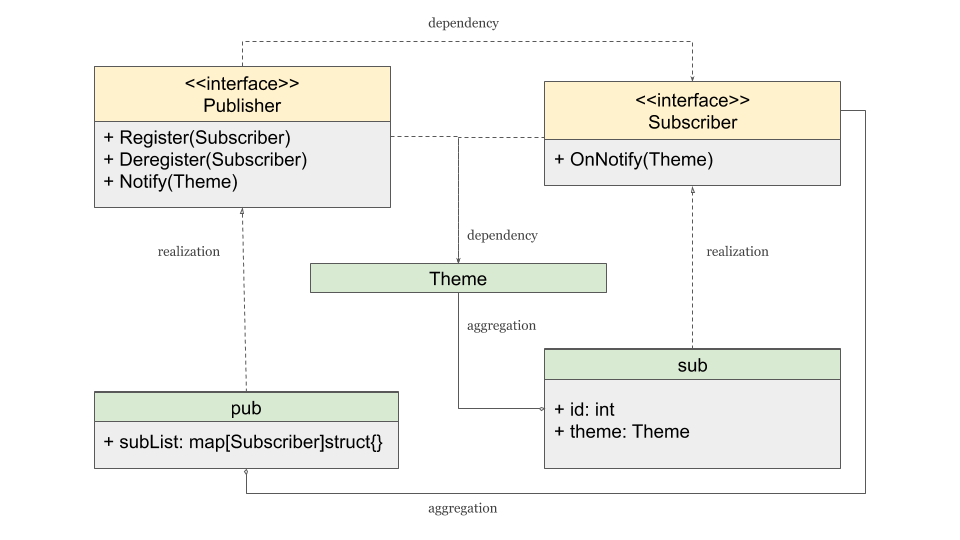 dependency
<<interface>>
Publisher
+ Register(Subscriber)
+ Deregister(Subscriber)
+ Notify(Theme)
<<interface>>
Subscriber
+ OnNotify(Theme)
dependency
realization
realization
Theme
aggregation
sub
+ id: int
+ theme: Theme
pub
+ subList: map[Subscriber]struct{}
aggregation